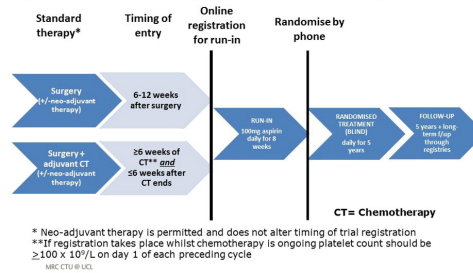 Standard
therapy*
Timing of
entry
Online
registration
for run-in
Randomise by
phone
Surgery
(+/-neo-adjuvant
therapy)
6-12 weeks
after surgery
Surgery +
adjuvant CT
(+/-neo-adjuvant
therapy)
≥6 weeks of
CT** and
≤6 weeks after
CT ends
RUN-IN
100mg aspirin
daily for 8
weeks
RANDOMISED
TREATMENT
(BLIND)
daily for 5
years
FOLLOW-UP
5 years + long-
term f/up
through
registries
CT= Chemotherapy
* Neo-adjuvant therapy is permitted and does not alter timing of trial registration
**If registration takes place whilst chemotherapy is ongoing platelet count should be
≥100 x 10⁹/L on day 1 of each preceding cycle
MRC CTU @ UCL